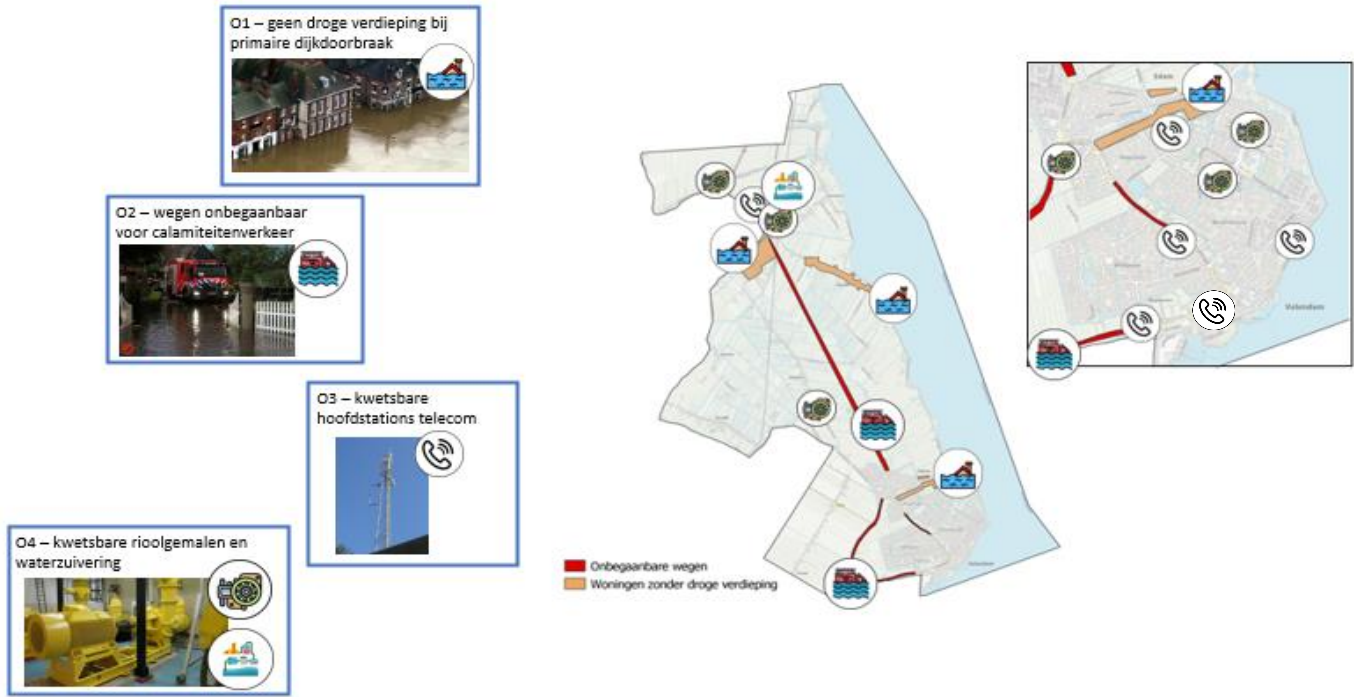 O1 – geen droge verdieping bij
primaire dijkdoorbraak
O2 – wegen onbegaanbaar
voor calamiteitenverkeer
O3 – kwetsbare
hoofdstations telecom
O4 – kwetsbare rioolgemalen en
waterzuivering
Onbegaanbare wegen
Woningen zonder droge verdieping
Edam
Volendam